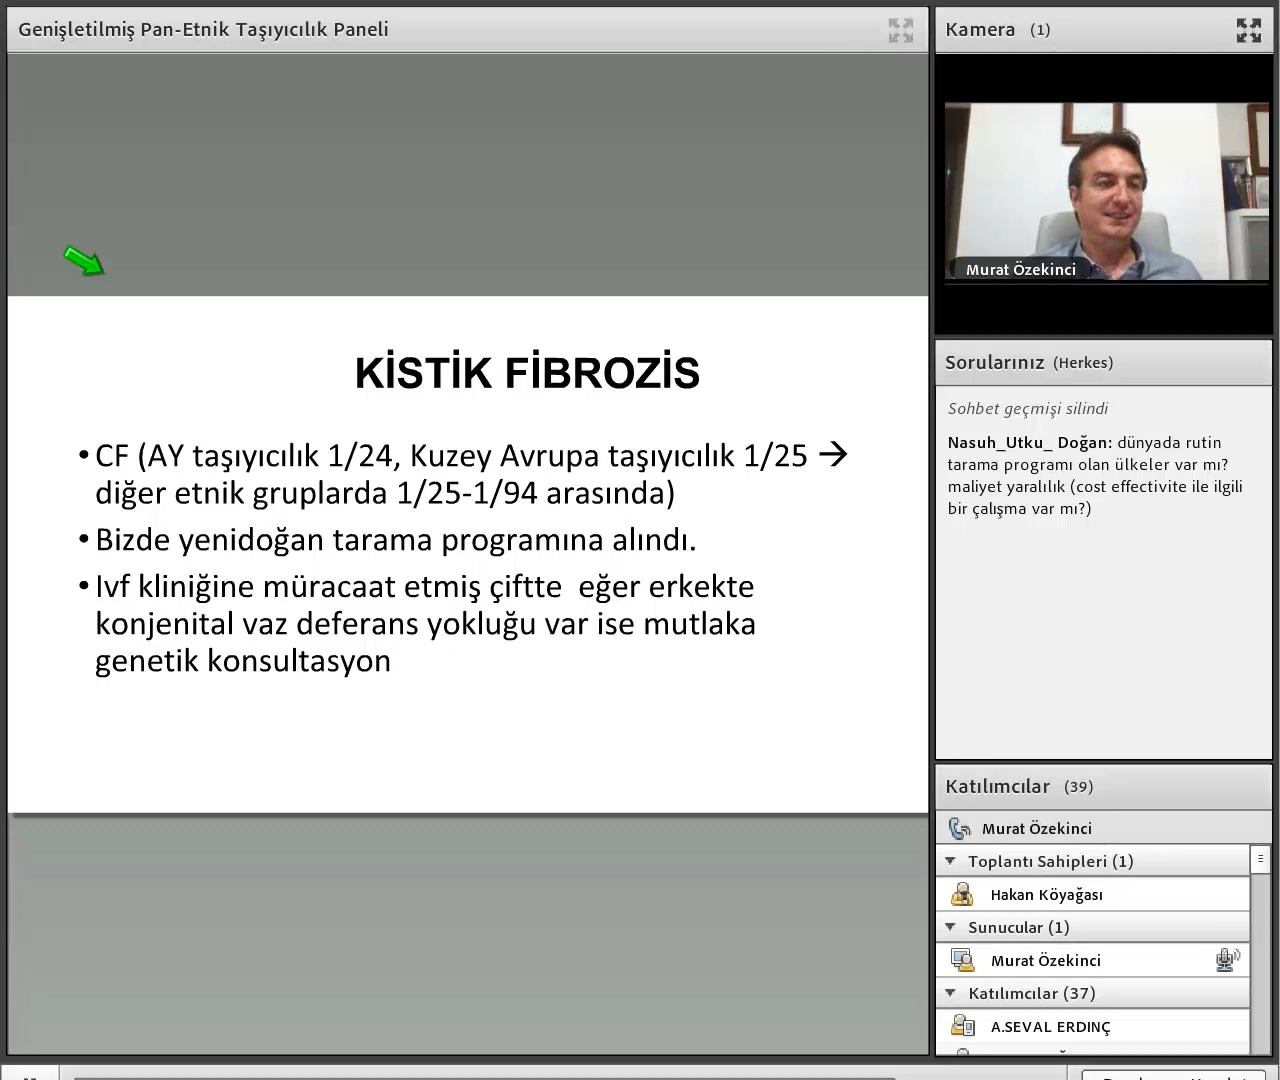 Genişletilmiş Pan-Etnik Taşıyıcılık Paneli
KİSTİK FİBROZİS
• CF (AY taşıyıcılık 1/24, Kuzey Avrupa taşıyıcılık 1/25 →
diğer etnik gruplarda 1/25-1/94 arasında)
• Bizde yenidoğan tarama programına alındı.
• Ivf kliniğine müracaat etmiş çiftte eğer erkekte
konjenital vaz deferans yokluğu var ise mutlaka
genetik konsultasyon
Kamera (1)
Murat Özekinci
Sorularınız (Herkes)
Sohbet geçmişi silindi
Nasuh_Utku_ Doğan: dünyada rutin
tarama programı olan ülkeler var mı?
maliyet yaralılık (cost effectivite ile ilgili
bir çalışma var mı?)
Katılımcılar (39)
Murat Özekinci
Toplantı Sahipleri (1)
Hakan Köyağası
Sunucular (1)
Murat Özekinci
Katılımcılar (37)
A.SEVAL ERDINÇ